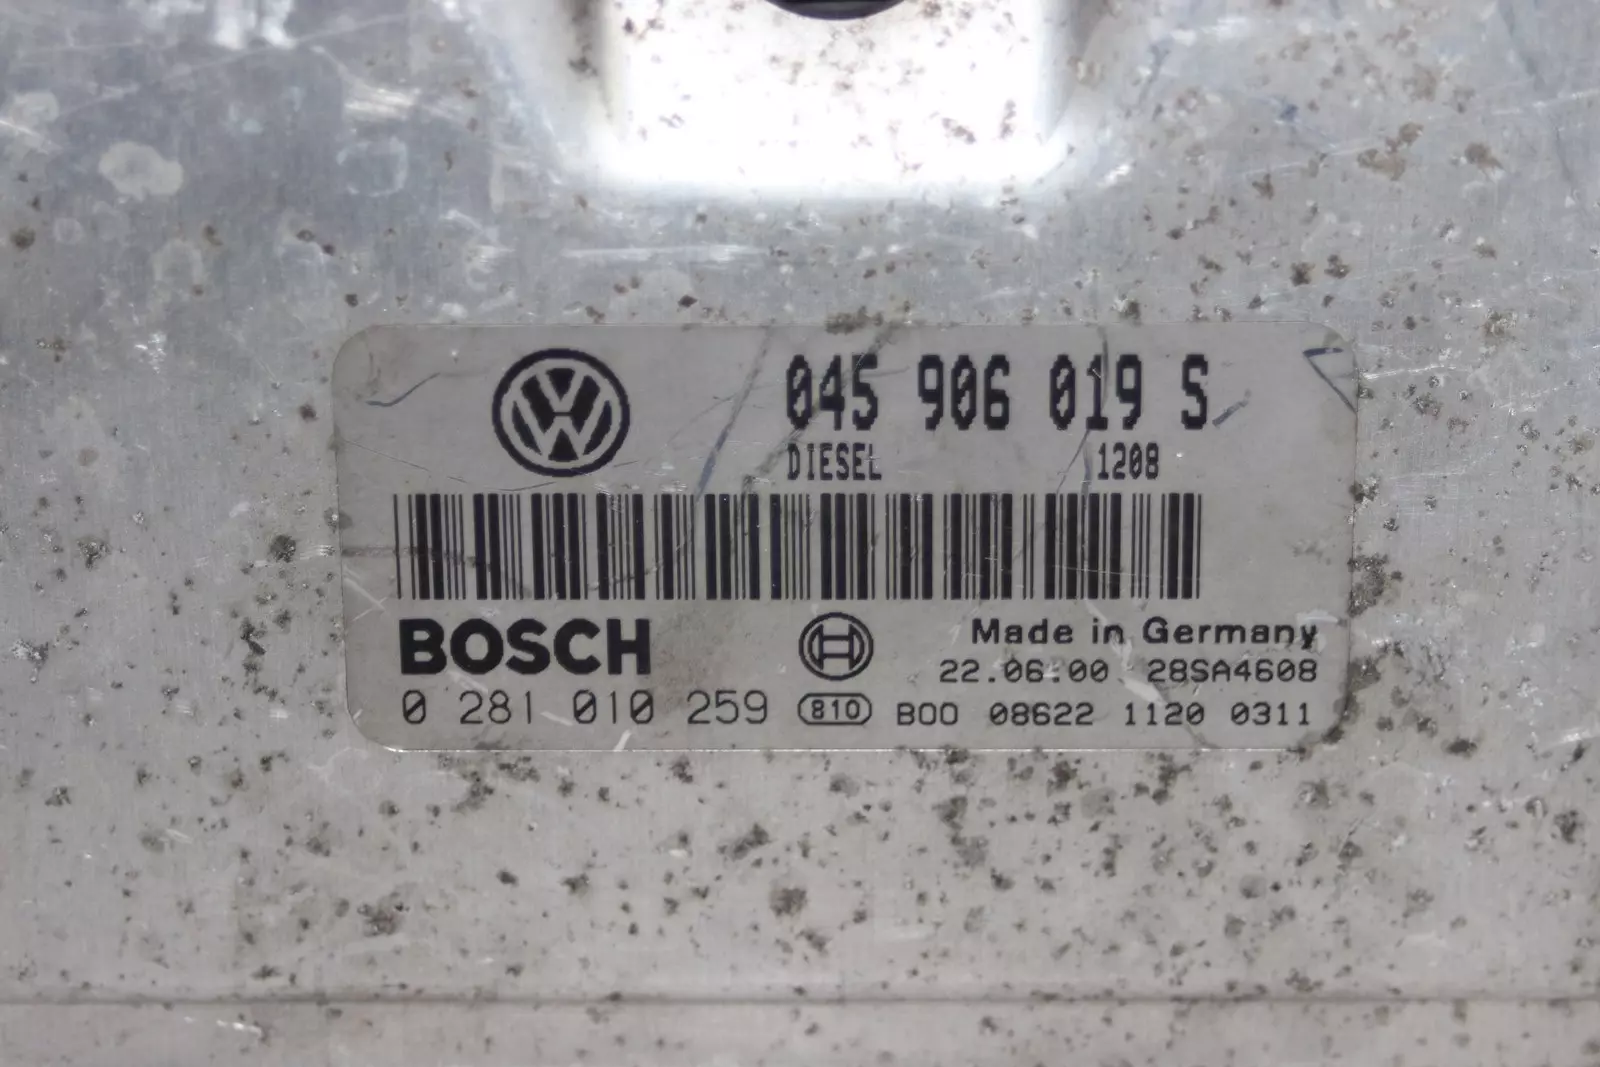 045 906 019 S
DIESEL 1208
BOSCH
Made in Germany
22.06.00 28SA4608
0 281 010 259 810 B00 08622 1120 0311